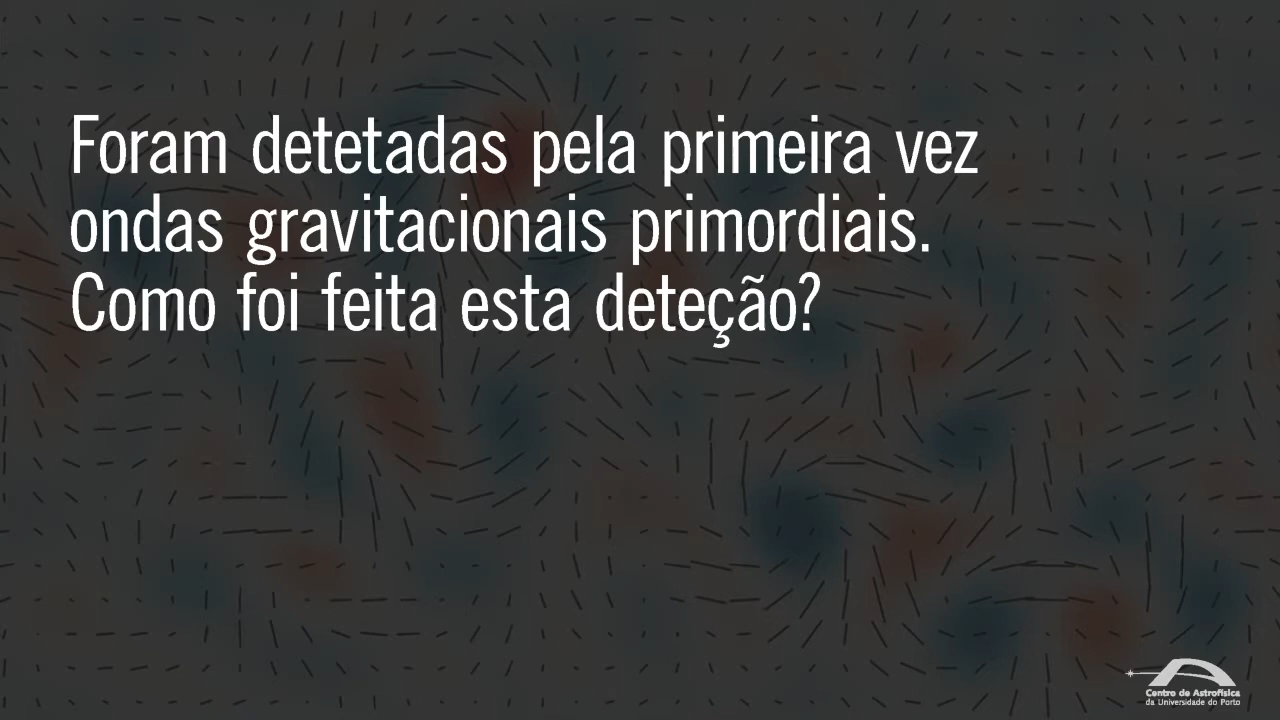 Foram detetadas pela primeira vez
ondas gravitacionais primordiais.
Como foi feita esta deteção?
Centro de Astrofísica
da Universidade do Porto